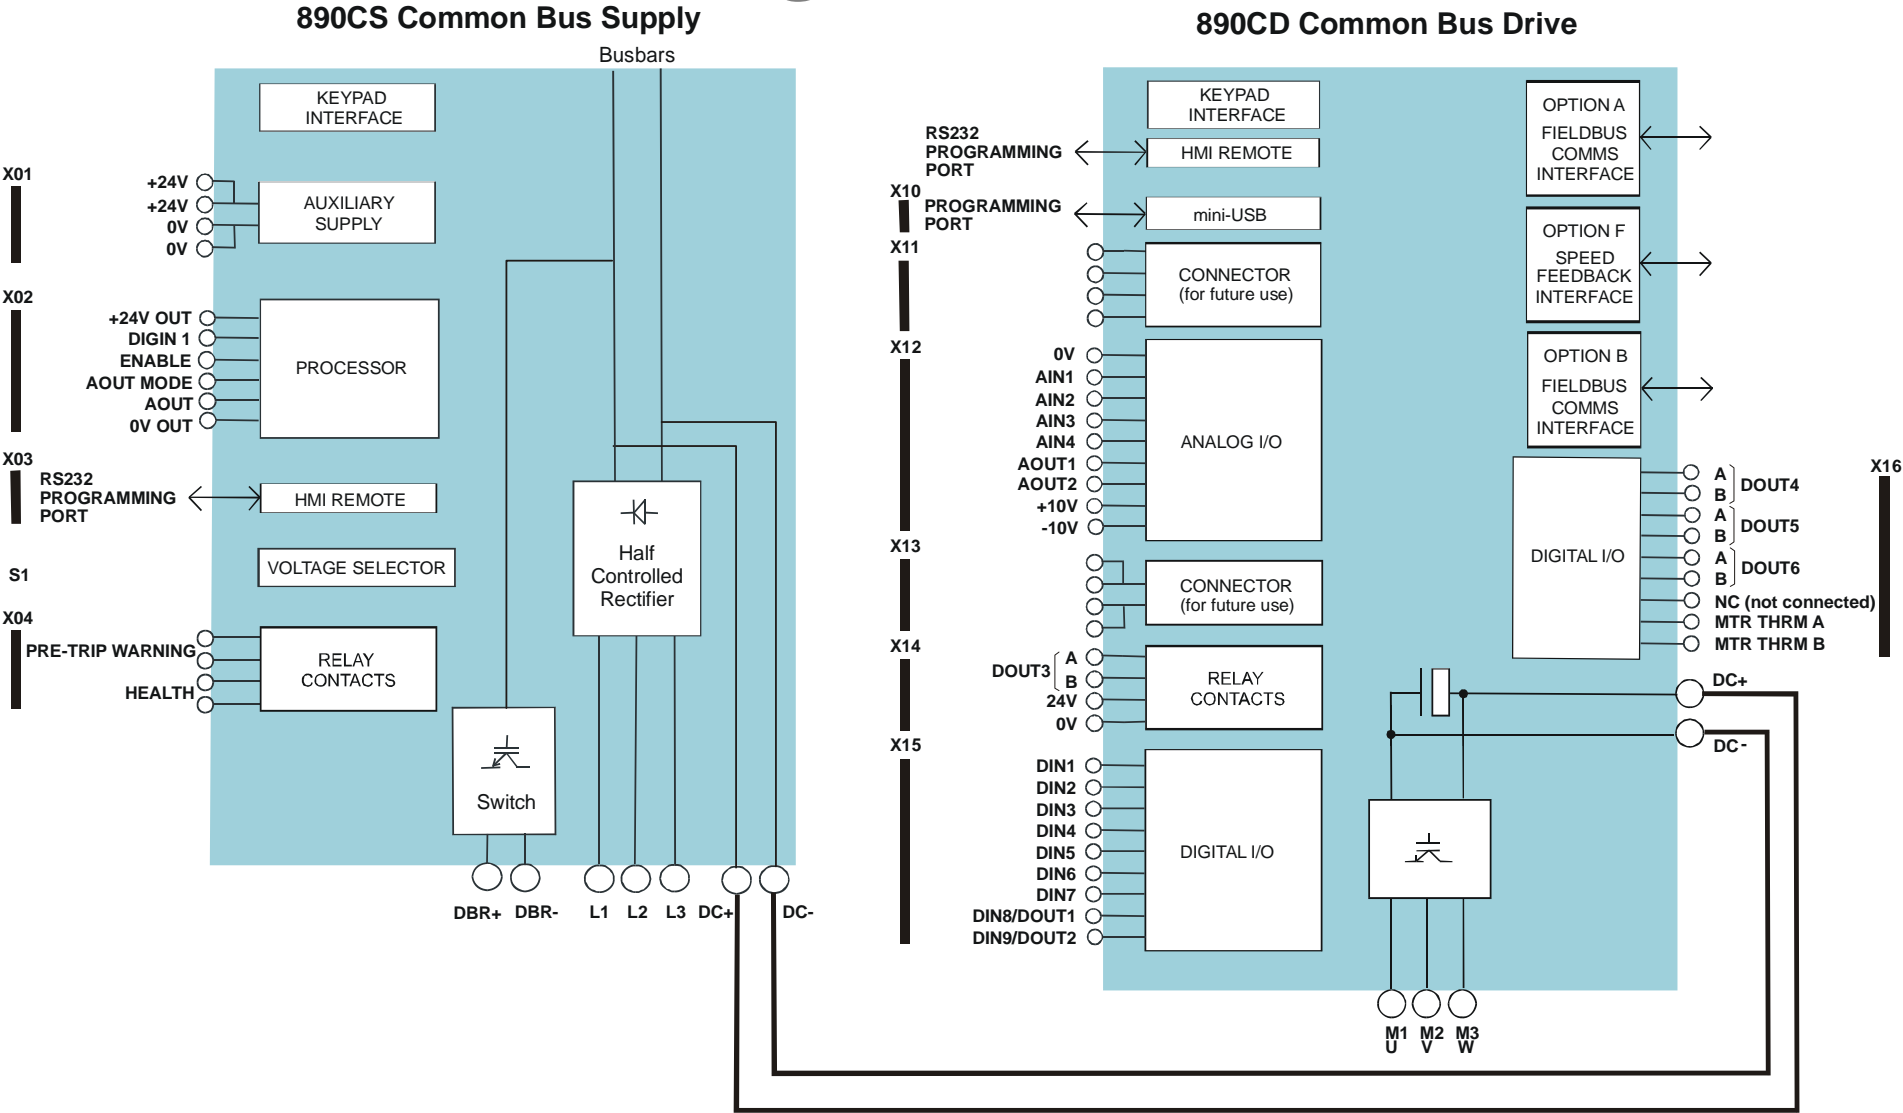 890CS Common Bus Supply
Busbars
KEYPAD
INTERFACE
X01
+24V
+24V
0V
0V
AUXILIARY
SUPPLY
X02
+24V OUT
DIGIN 1
ENABLE
AOUT MODE
AOUT
0V OUT
PROCESSOR
X03
RS232
PROGRAMMING
PORT
HMI REMOTE
S1
VOLTAGE SELECTOR
X04
PRE-TRIP WARNING
HEALTH
RELAY
CONTACTS
Half
Controlled
Rectifier
Switch
DBR+
DBR-
L1
L2
L3
DC+
DC-
890CD Common Bus Drive
KEYPAD
INTERFACE
RS232
PROGRAMMING
PORT
HMI REMOTE
X10
PROGRAMMING
PORT
mini-USB
X11
CONNECTOR
(for future use)
X12
0V
AIN1
AIN2
AIN3
AIN4
AOUT1
AOUT2
+10V
-10V
ANALOG I/O
X13
CONNECTOR
(for future use)
X14
DOUT3
A
B
24V
0V
RELAY
CONTACTS
X15
DIN1
DIN2
DIN3
DIN4
DIN5
DIN6
DIN7
DIN8/DOUT1
DIN9/DOUT2
DIGITAL I/O
OPTION A
FIELDBUS
COMMS
INTERFACE
OPTION F
SPEED
FEEDBACK
INTERFACE
OPTION B
FIELDBUS
COMMS
INTERFACE
X16
DIGITAL I/O
A
B
DOUT4
A
B
DOUT5
A
B
DOUT6
NC (not connected)
MTR THRM A
MTR THRM B
DC+
DC-
M1
U
M2
V
M3
W